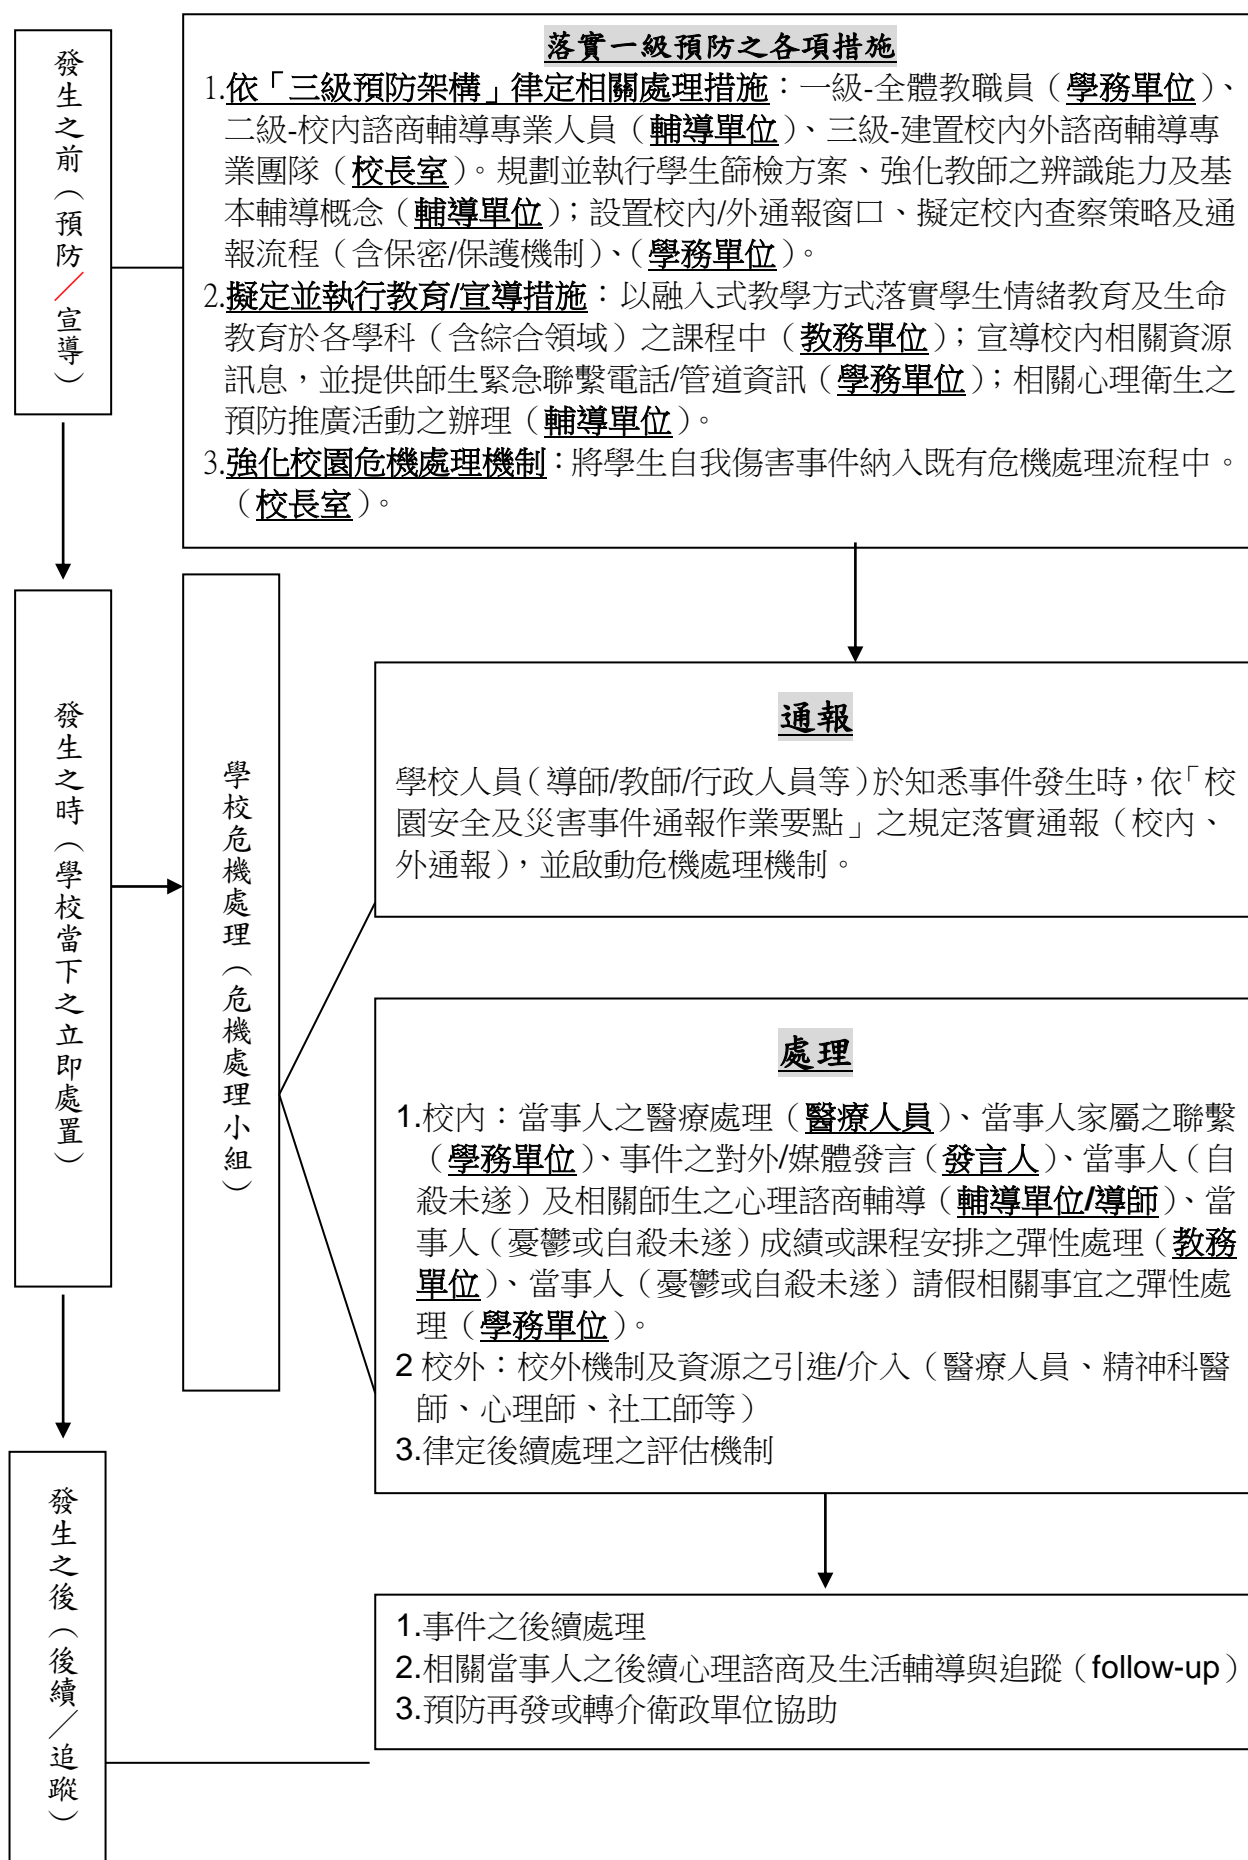 發生之前（預防／宣導）
落實一級預防之各項措施
1.依「三級預防架構」律定相關處理措施：一級-全體教職員（學務單位）、
二級-校內諮商輔導專業人員（輔導單位）、三級-建置校內外諮商輔導專
業團隊（校長室）。規劃並執行學生篩檢方案、強化教師之辨識能力及基
本輔導概念（輔導單位）；設置校內/外通報窗口、擬定校內查察策略及通
報流程（含保密/保護機制）、（學務單位）。
2.擬定並執行教育/宣導措施：以融入式教學方式落實學生情緒教育及生命
教育於各學科（含綜合領域）之課程中（教務單位）；宣導校內相關資源
訊息，並提供師生緊急聯繫電話/管道資訊（學務單位）；相關心理衛生之
預防推廣活動之辦理（輔導單位）。
3.強化校園危機處理機制：將學生自我傷害事件納入既有危機處理流程中。
（校長室）。
發生之時（學校當下之立即處置）
學校危機處理（危機處理小組）
通報
學校人員（導師/教師/行政人員等）於知悉事件發生時，依「校
園安全及災害事件通報作業要點」之規定落實通報（校內、
外通報），並啟動危機處理機制。
處理
1.校內：當事人之醫療處理（醫療人員）、當事人家屬之聯繫
（學務單位）、事件之對外/媒體發言（發言人）、當事人（自
殺未遂）及相關師生之心理諮商輔導（輔導單位/導師）、當
事人（憂鬱或自殺未遂）成績或課程安排之彈性處理（教務
單位）、當事人（憂鬱或自殺未遂）請假相關事宜之彈性處
理（學務單位）。
2 校外：校外機制及資源之引進/介入（醫療人員、精神科醫
師、心理師、社工師等）
3.律定後續處理之評估機制
發生之後（後續／追蹤）
1.事件之後續處理
2.相關當事人之後續心理諮商及生活輔導與追蹤（follow-up）
3.預防再發或轉介衛政單位協助